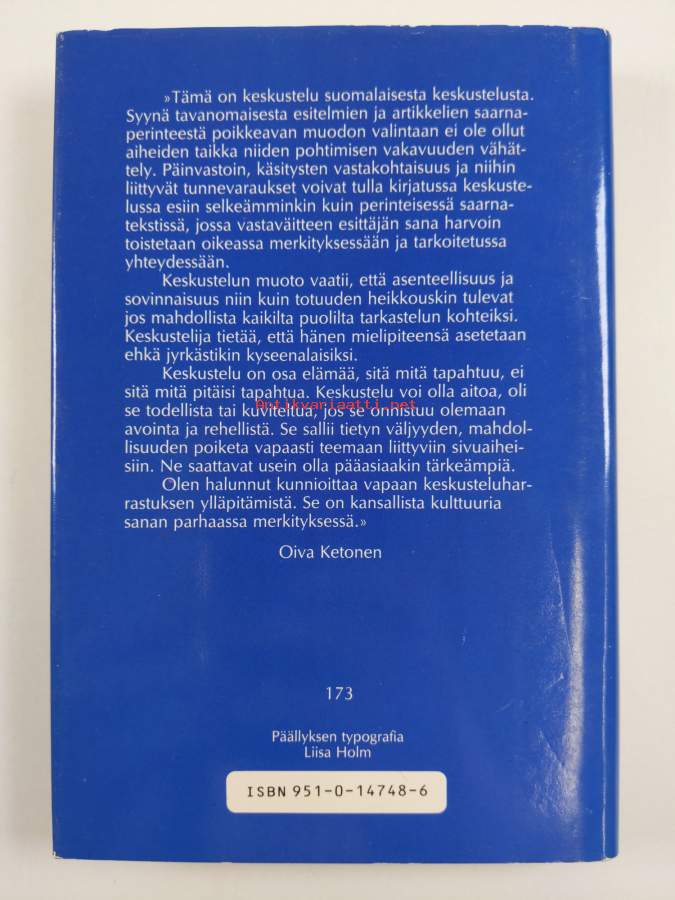 »Tämä on keskustelu suomalaisesta keskustelusta.
Syynä tavanomaisesta esitelmien ja artikkelien saarna-
perinteestä poikkeavan muodon valintaan ei ole ollut
aiheiden taikka niiden pohtimisen vakavuuden vähät-
tely. Päinvastoin, käsitysten vastakohtaisuus ja niihin
liittyvät tunnevaraukset voivat tulla kirjatussa keskuste-
lussa esiin selkeämminkin kuin perinteisessä saarna-
tekstissä, jossa vastaväitteen esittäjän sana harvoin
toistetaan oikeassa merkityksessään ja tarkoitetussa
yhteydessään.
Keskustelun muoto vaatii, että asenteellisuus ja
sovinnaisuus niin kuin totuuden heikkouskin tulevat
jos mahdollista kaikilta puolilta tarkastelun kohteiksi.
Keskustelija tietää, että hänen mielipiteensä asetetaan
ehkä jyrkästikin kyseenalaisiksi.
Keskustelu on osa elämää, sitä mitä tapahtuu, ei
sitä mitä pitäisi tapahtua. Keskustelu voi olla aitoa, oli
se todellista tai kuviteltua, jos se onnistuu olemaan
Antikvariaatti.net
avointa ja rehellistä. Se sallii tietyn väljyyden, mahdol-
lisuuden poiketa vapaasti teemaan liittyviin sivuaihei-
siin. Ne saattavat usein olla pääasiaakin tärkeämpiä.
Olen halunnut kunnioittaa vapaan keskusteluhar-
rastuksen ylläpitämistä. Se on kansallista kulttuuria
sanan parhaassa merkityksessä.»
Oiva Ketonen
173
Päällyksen typografia
Liisa Holm
ISBN 951-0-14748-6